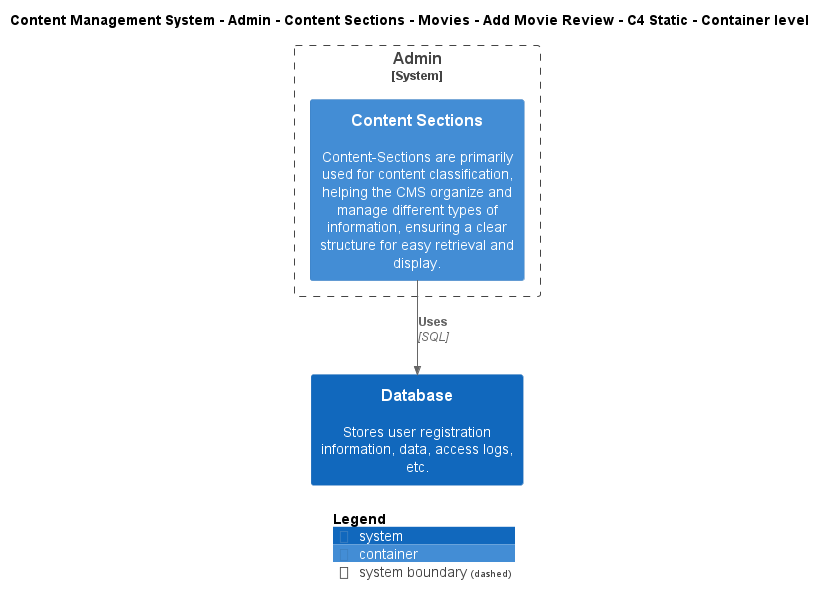 Content Management System - Admin - Content Sections - Movies - Add Movie Review - C4 Static - Container level
Admin
[System]
Content Sections
Content-Sections are primarily
used for content classification,
helping the CMS organize and
manage different types of
information, ensuring a clear
structure for easy retrieval and
display.
Uses
[SQL]
Database
Stores user registration
information, data, access logs,
etc.
Legend
system
container
system boundary (dashed)